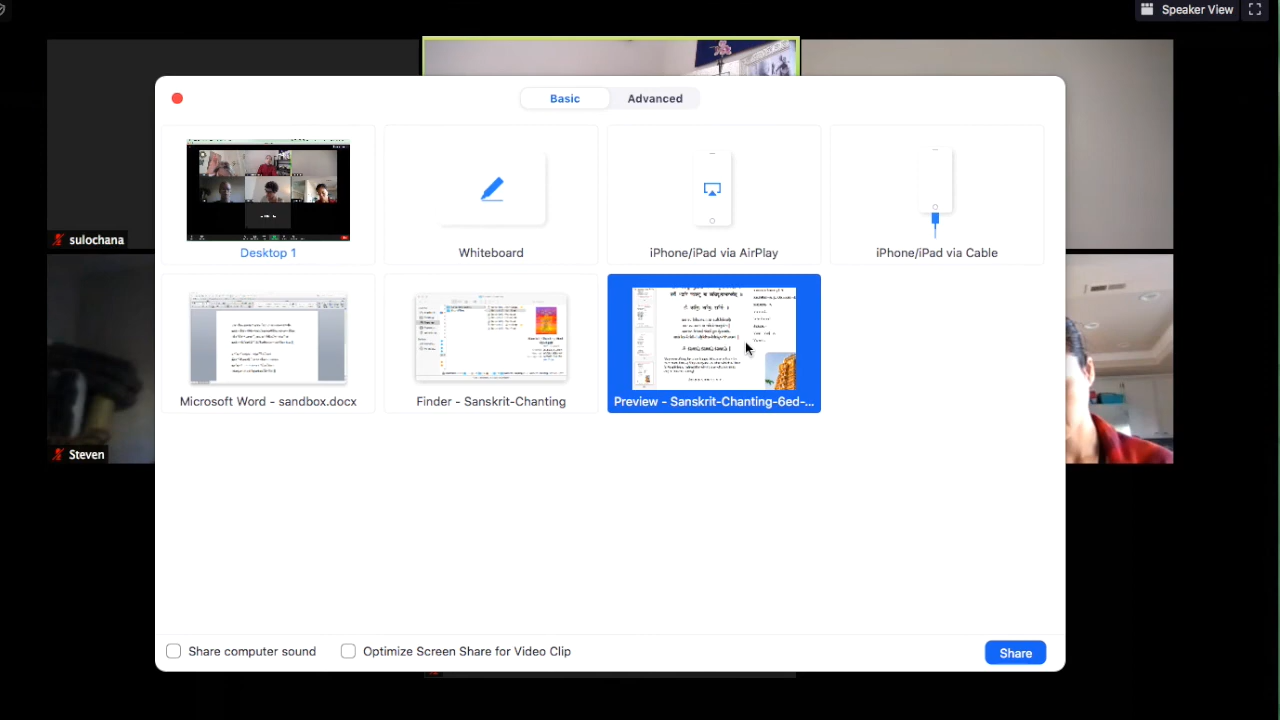 Speaker View
Basic
Advanced
Desktop 1
Whiteboard
iPhone/iPad via AirPlay
iPhone/iPad via Cable
sulochana
Microsoft Word - sandbox.docx
Finder - Sanskrit-Chanting
Preview - Sanskrit-Chanting-6ed-...
Steven
Share computer sound
Optimize Screen Share for Video Clip
Share